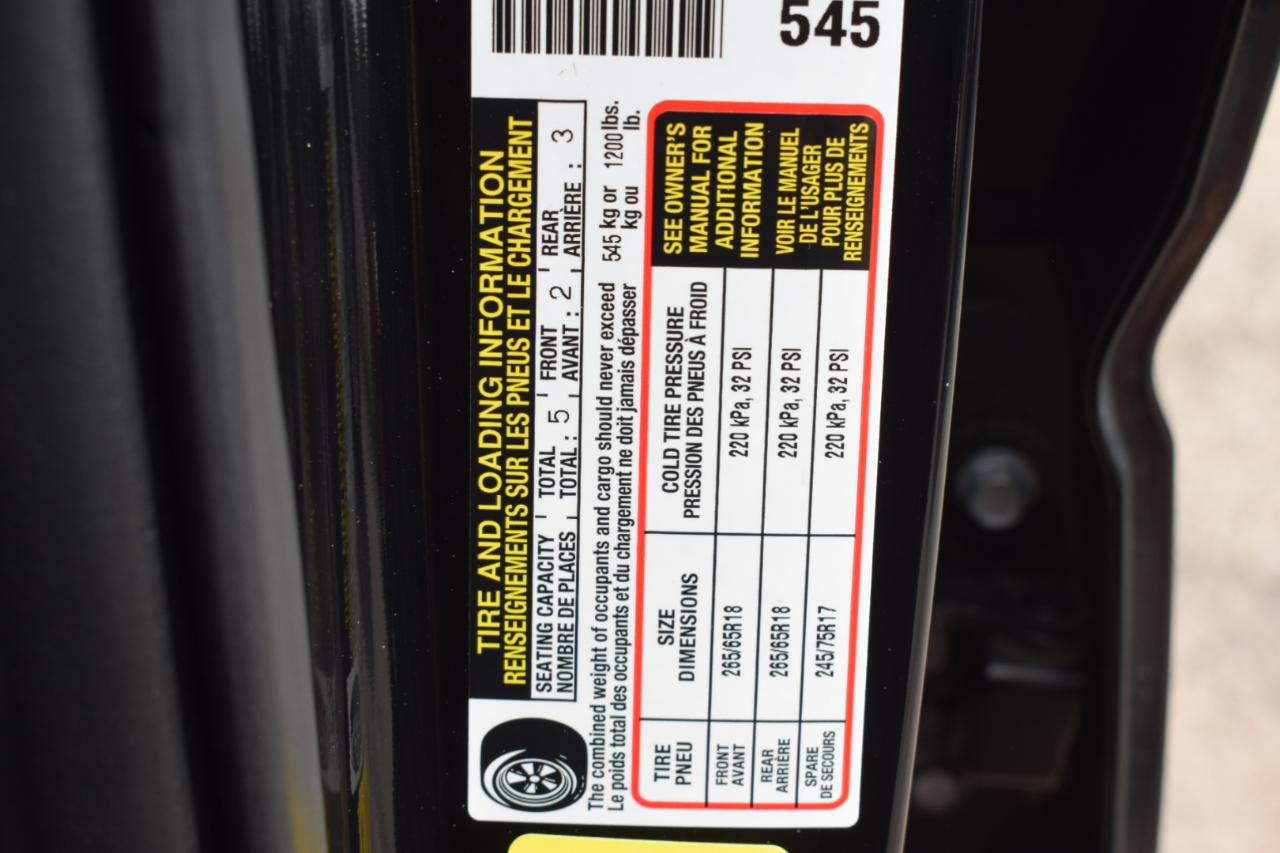 545
TIRE AND LOADING INFORMATION
RENSEIGNEMENTS SUR LES PNEUS ET LE CHARGEMENT
SEATING CAPACITY TOTAL FRONT REAR
NOMBRE DE PLACES TOTAL : 5 AVANT : 2 ARRIÈRE : 3
The combined weight of occupants and cargo should never exceed 545 kg or 1200 lbs.
Le poids total des occupants et du chargement ne doit jamais dépasser kg ou lb.
TIRE SIZE COLD TIRE PRESSURE
PNEU DIMENSIONS PRESSION DES PNEUS À FROID
FRONT
AVANT 265/65R18 220 kPa, 32 PSI
REAR
ARRIÈRE 265/65R18 220 kPa, 32 PSI
SPARE
DE SECOURS 245/75R17 220 kPa, 32 PSI
SEE OWNER'S
MANUAL FOR
ADDITIONAL
INFORMATION
VOIR LE MANUEL
DE L'USAGER
POUR PLUS DE
RENSEIGNEMENTS